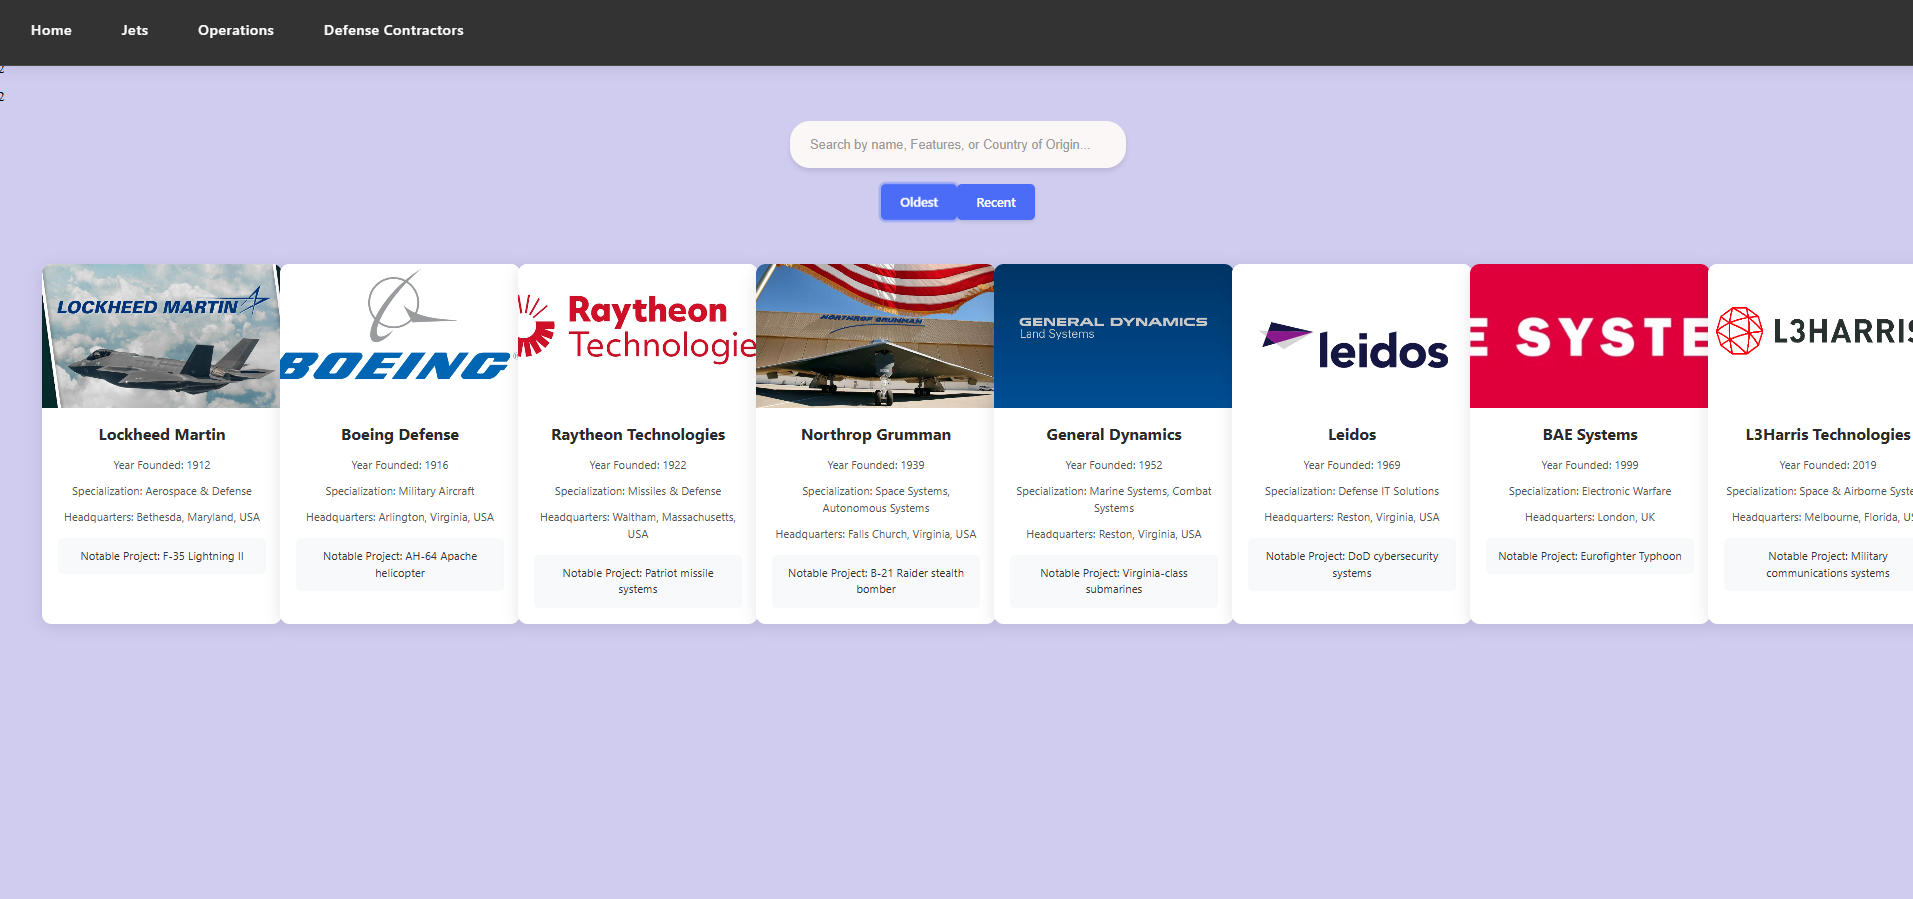 Home Jets Operations Defense Contractors
2
2
Search by name, Features, or Country of Origin...
Oldest Recent
LOCKHEED MARTIN
BOEING
Raytheon
Technologie
NORTHROP GRUMMAN
GENERAL DYNAMICS
Land Systems
leidos
E SYSTE
L3HARRIS
Lockheed Martin
Year Founded: 1912
Specialization: Aerospace & Defense
Headquarters: Bethesda, Maryland, USA
Notable Project: F-35 Lightning II
Boeing Defense
Year Founded: 1916
Specialization: Military Aircraft
Headquarters: Arlington, Virginia, USA
Notable Project: AH-64 Apache
helicopter
Raytheon Technologies
Year Founded: 1922
Specialization: Missiles & Defense
Headquarters: Waltham, Massachusetts,
USA
Notable Project: Patriot missile
systems
Northrop Grumman
Year Founded: 1939
Specialization: Space Systems,
Autonomous Systems
Headquarters: Falls Church, Virginia, USA
Notable Project: B-21 Raider stealth
bomber
General Dynamics
Year Founded: 1952
Specialization: Marine Systems, Combat
Systems
Headquarters: Reston, Virginia, USA
Notable Project: Virginia-class
submarines
Leidos
Year Founded: 1969
Specialization: Defense IT Solutions
Headquarters: Reston, Virginia, USA
Notable Project: DoD cybersecurity
systems
BAE Systems
Year Founded: 1999
Specialization: Electronic Warfare
Headquarters: London, UK
Notable Project: Eurofighter Typhoon
L3Harris Technologies
Year Founded: 2019
Specialization: Space & Airborne Syste
Headquarters: Melbourne, Florida, US
Notable Project: Military
communications systems